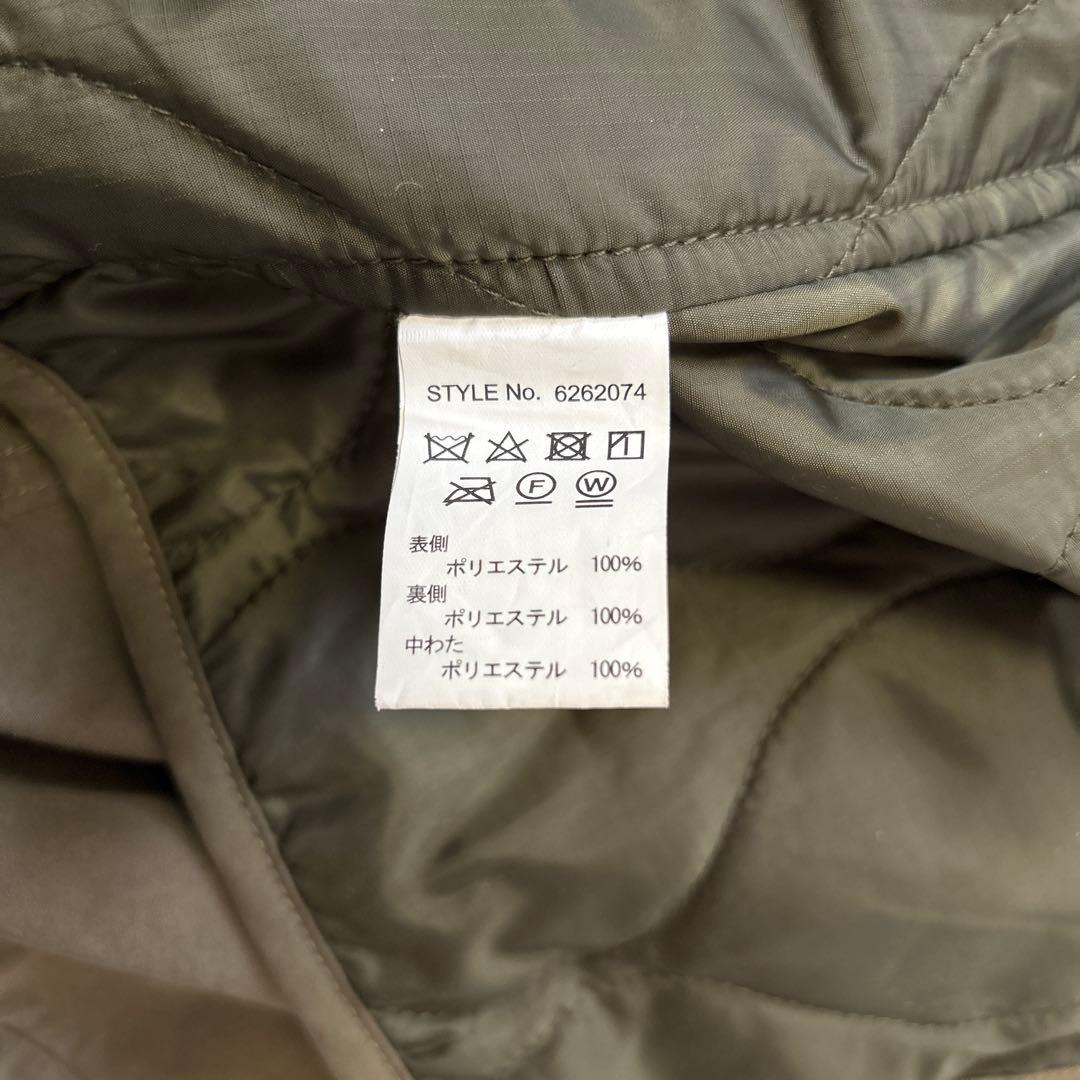 STYLE No. 6262074
F W
表側
ポリエステル 100%
裏側
ポリエステル 100%
中わた
ポリエステル 100%